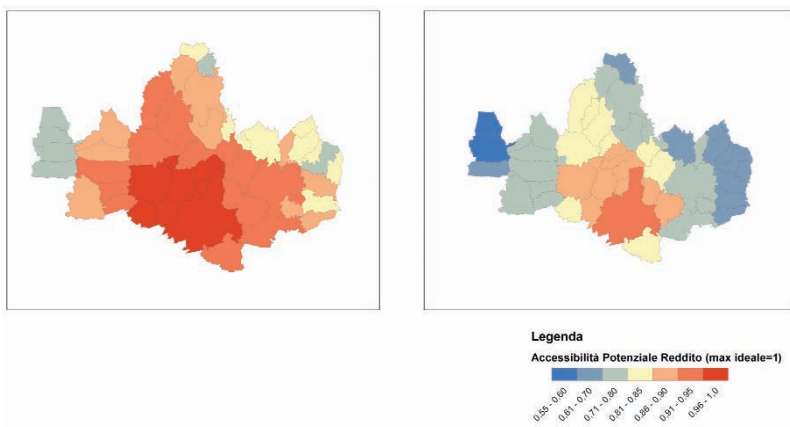 Legenda
Accessibilità Potenziale Reddito (max ideale=1)
0.55 - 0.60
0.61 - 0.70
0.71 - 0.80
0.81 - 0.85
0.86 - 0.90
0.91 - 0.95
0.96 - 1.0